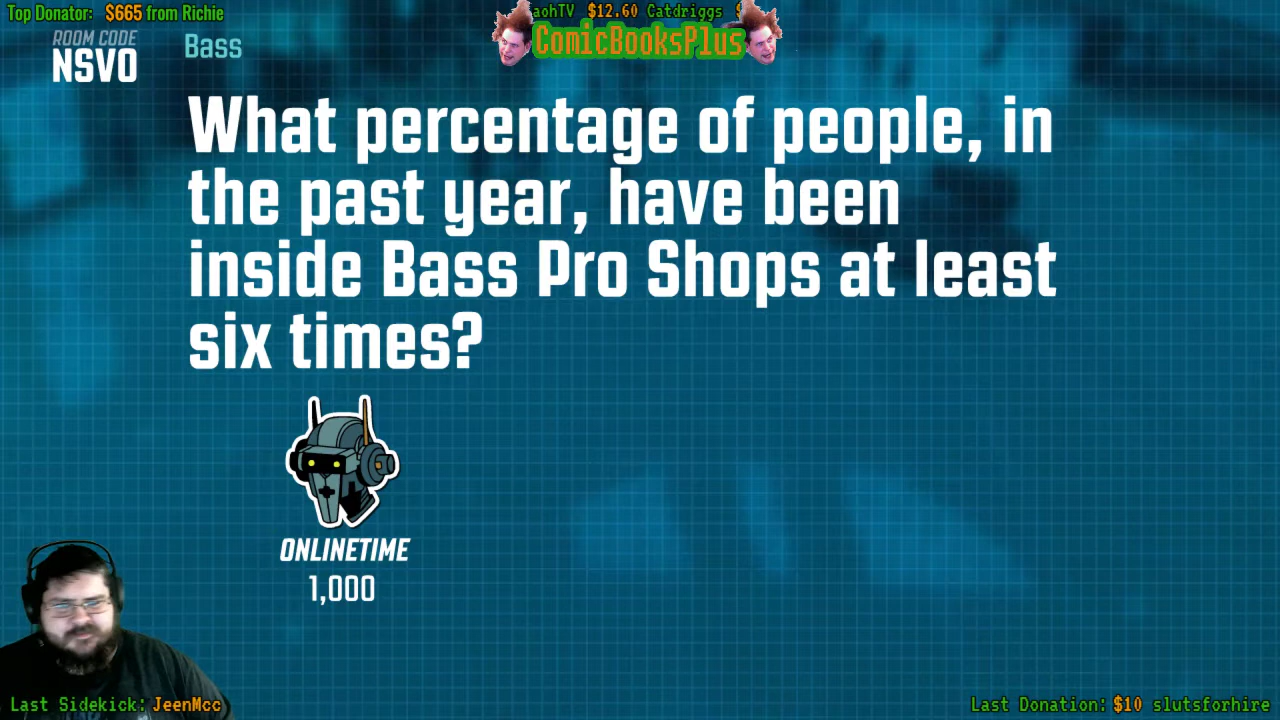 Top Donator: $665 from Richie
aohTV $12.60 Catdriggs $
ComicBooksPlus
ROOM CODE
NSVO
Bass
What percentage of people, in
the past year, have been
inside Bass Pro Shops at least
six times?
ONLINETIME
1,000
Last Sidekick: JeenMcc
Last Donation: $10 slutsforhire